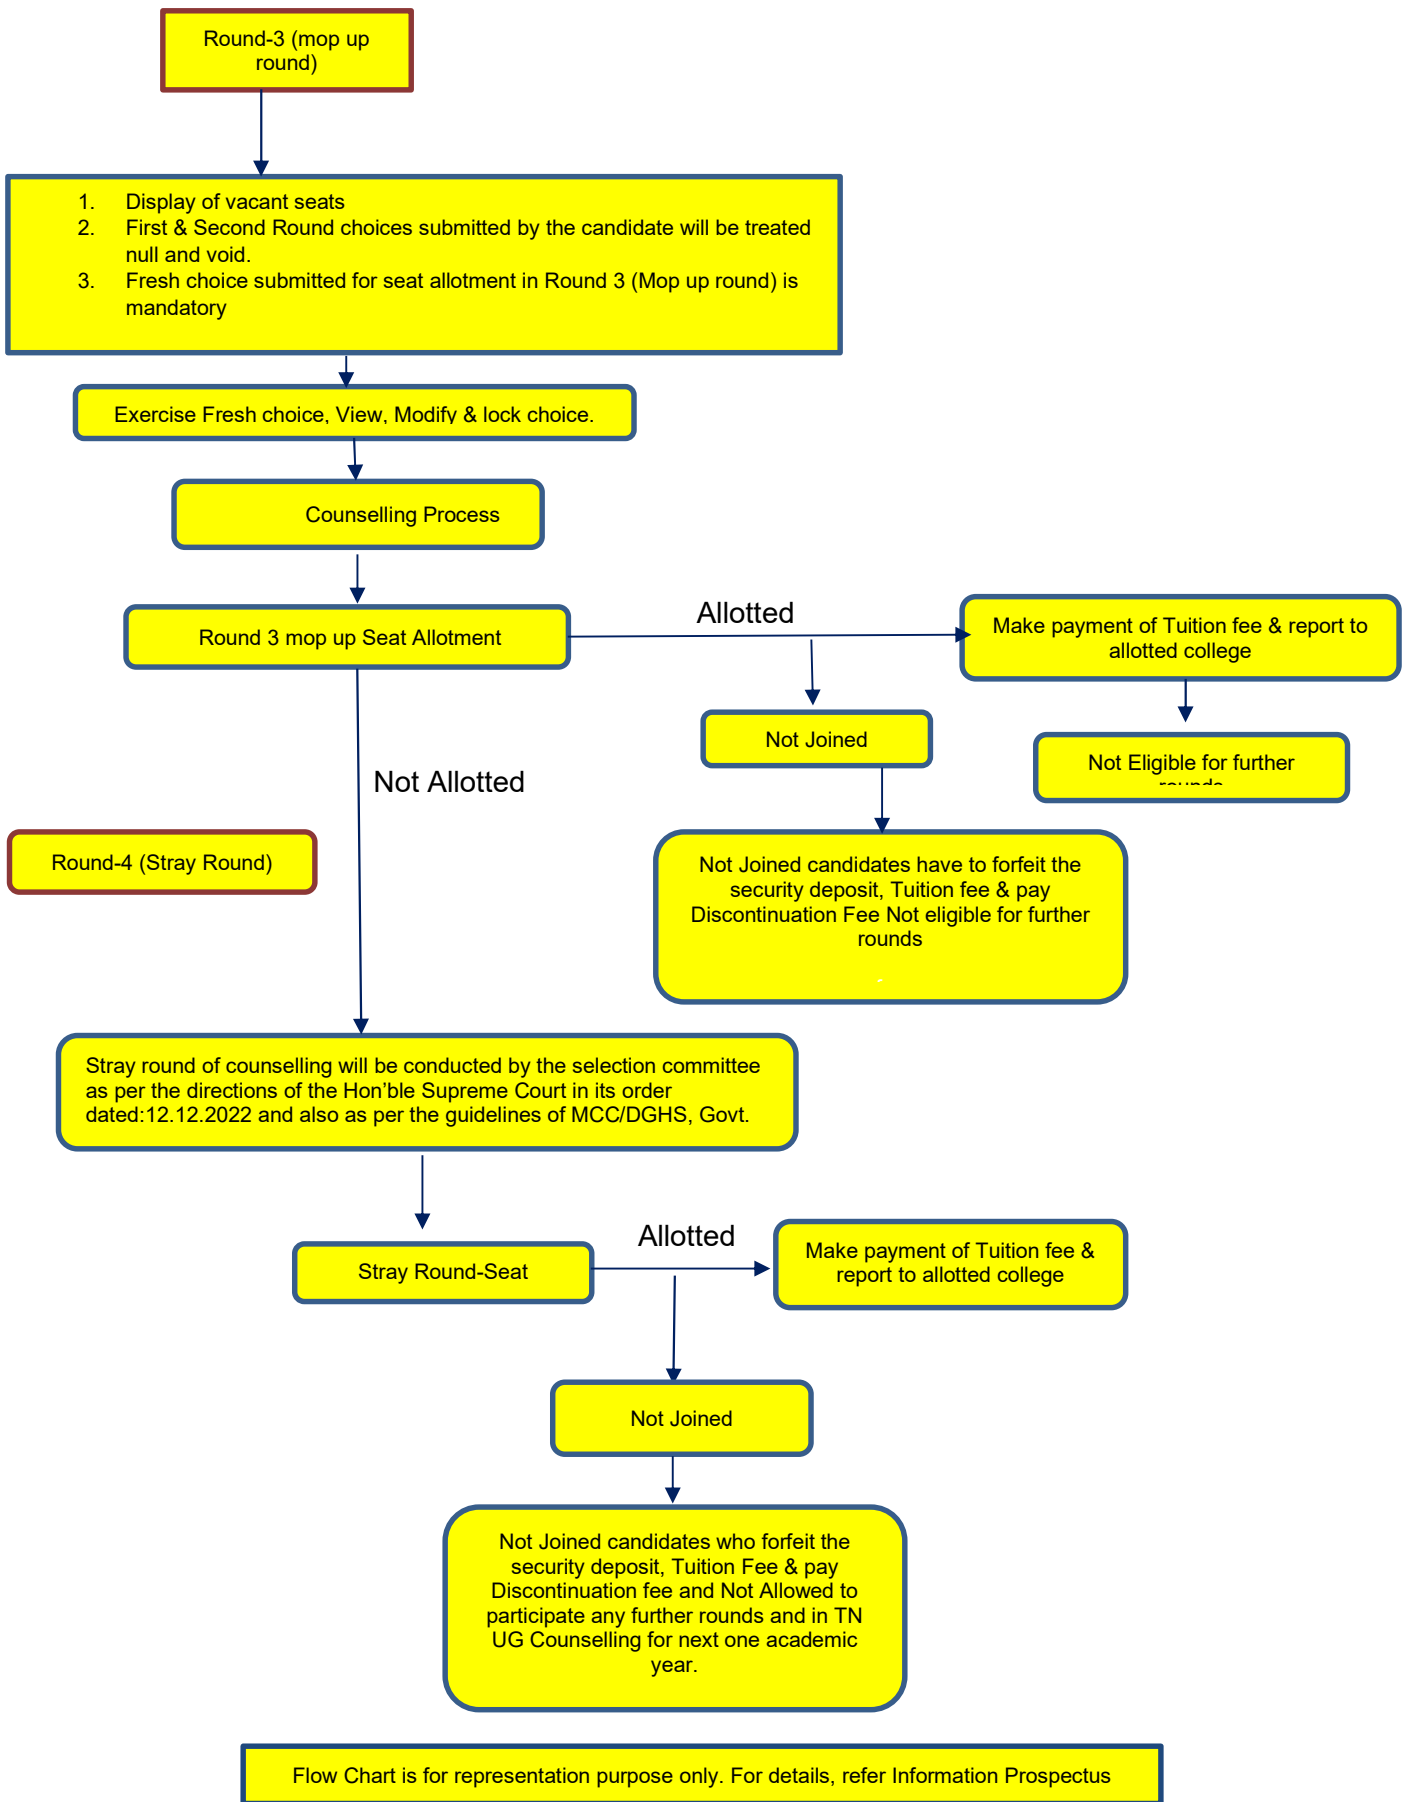 Round-3 (mop up
round)
1. Display of vacant seats
2. First & Second Round choices submitted by the candidate will be treated
null and void.
3. Fresh choice submitted for seat allotment in Round 3 (Mop up round) is
mandatory
Exercise Fresh choice, View, Modify & lock choice.
Counselling Process
Round 3 mop up Seat Allotment
Allotted
Make payment of Tuition fee & report to
allotted college
Not Joined
Not Eligible for further
rounds
Not Allotted
Round-4 (Stray Round)
Not Joined candidates have to forfeit the
security deposit, Tuition fee & pay
Discontinuation Fee Not eligible for further
rounds
Stray round of counselling will be conducted by the selection committee
as per the directions of the Hon’ble Supreme Court in its order
dated:12.12.2022 and also as per the guidelines of MCC/DGHS, Govt.
Stray Round-Seat
Allotted
Make payment of Tuition fee &
report to allotted college
Not Joined
Not Joined candidates who forfeit the
security deposit, Tuition Fee & pay
Discontinuation fee and Not Allowed to
participate any further rounds and in TN
UG Counselling for next one academic
year.
Flow Chart is for representation purpose only. For details, refer Information Prospectus